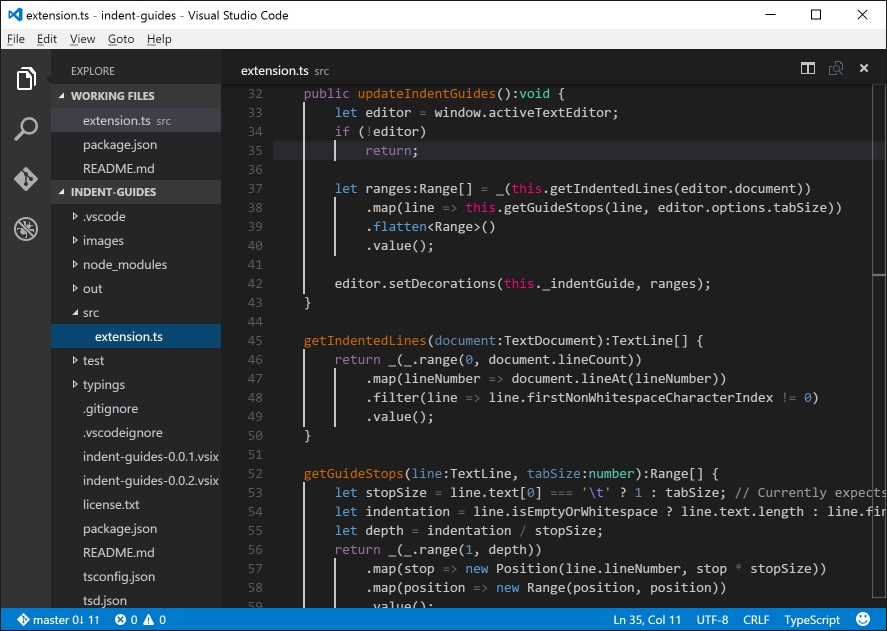 extension.ts - indent-guides - Visual Studio Code
File Edit View Goto Help
EXPLORE
WORKING FILES
extension.ts src
package.json
README.md
INDENT-GUIDES
.vscode
images
node_modules
out
src
extension.ts
test
typings
.gitignore
.vscodeignore
indent-guides-0.0.1.vsix
indent-guides-0.0.2.vsix
license.txt
package.json
README.md
tsconfig.json
tsd.json
extension.ts src
32 public updateIndentGuides():void {
33 let editor = window.activeTextEditor;
34 if (!editor)
35 return;
36
37 let ranges:Range[] = _(this.getIndentedLines(editor.document))
38 .map(line => this.getGuideStops(line, editor.options.tabSize))
39 .flatten<Range>()
40 .value();
41
42 editor.setDecorations(this._indentGuide, ranges);
43 }
44
45 getIndentedLines(document:TextDocument):TextLine[] {
46 return _(_.range(0, document.lineCount))
47 .map(lineNumber => document.lineAt(lineNumber))
48 .filter(line => line.firstNonWhitespaceCharacterIndex != 0)
49 .value();
50 }
51
52 getGuideStops(line:TextLine, tabSize:number):Range[] {
53 let stopSize = line.text[0] === '\t' ? 1 : tabSize; // Currently expects
54 let indentation = line.isEmptyOrWhitespace ? line.text.length : line.fir
55 let depth = indentation / stopSize;
56 return _(_.range(1, depth))
57 .map(stop => new Position(line.lineNumber, stop * stopSize))
58 .map(position => new Range(position, position))
59 .value();
master 0↓ 1↑ 0 0 Ln 35, Col 11 UTF-8 CRLF TypeScript